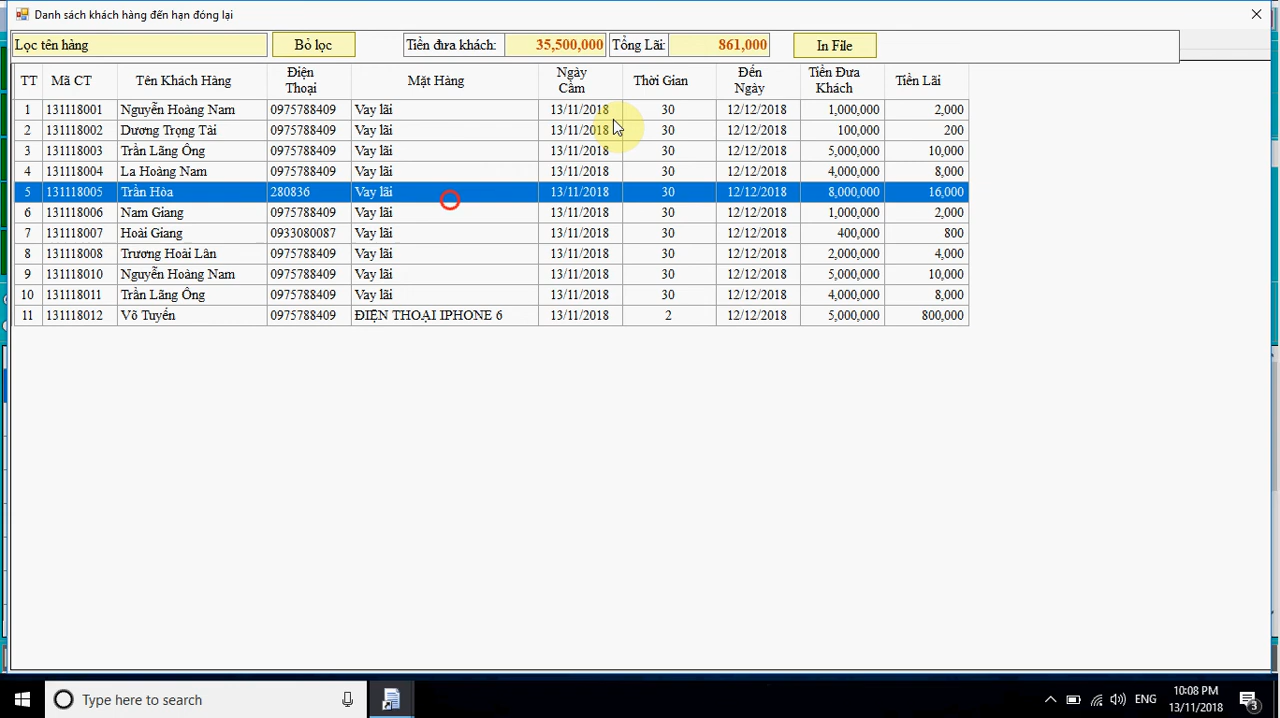 Danh sách khách hàng đến hạn đóng lại
Lọc tên hàng Bỏ lọc Tiền đưa khách: 35,500,000 Tổng Lãi: 861,000 In File
TT Mã CT Tên Khách Hàng Điện Thoại Mặt Hàng Ngày Cầm Thời Gian Đến Ngày Tiền Đưa Khách Tiền Lãi
1 131118001 Nguyễn Hoàng Nam 0975788409 Vay lãi 13/11/2018 30 12/12/2018 1,000,000 2,000
2 131118002 Dương Trọng Tài 0975788409 Vay lãi 13/11/2018 30 12/12/2018 100,000 200
3 131118003 Trần Lãng Ông 0975788409 Vay lãi 13/11/2018 30 12/12/2018 5,000,000 10,000
4 131118004 La Hoàng Nam 0975788409 Vay lãi 13/11/2018 30 12/12/2018 4,000,000 8,000
5 131118005 Trần Hòa 280836 Vay lãi 13/11/2018 30 12/12/2018 8,000,000 16,000
6 131118006 Nam Giang 0975788409 Vay lãi 13/11/2018 30 12/12/2018 1,000,000 2,000
7 131118007 Hoài Giang 0933080087 Vay lãi 13/11/2018 30 12/12/2018 400,000 800
8 131118008 Trương Hoài Lân 0975788409 Vay lãi 13/11/2018 30 12/12/2018 2,000,000 4,000
9 131118010 Nguyễn Hoàng Nam 0975788409 Vay lãi 13/11/2018 30 12/12/2018 5,000,000 10,000
10 131118011 Trần Lãng Ông 0975788409 Vay lãi 13/11/2018 30 12/12/2018 4,000,000 8,000
11 131118012 Võ Tuyến 0975788409 ĐIỆN THOẠI IPHONE 6 13/11/2018 2 12/12/2018 5,000,000 800,000
Type here to search
ENG
10:08 PM
13/11/2018
3